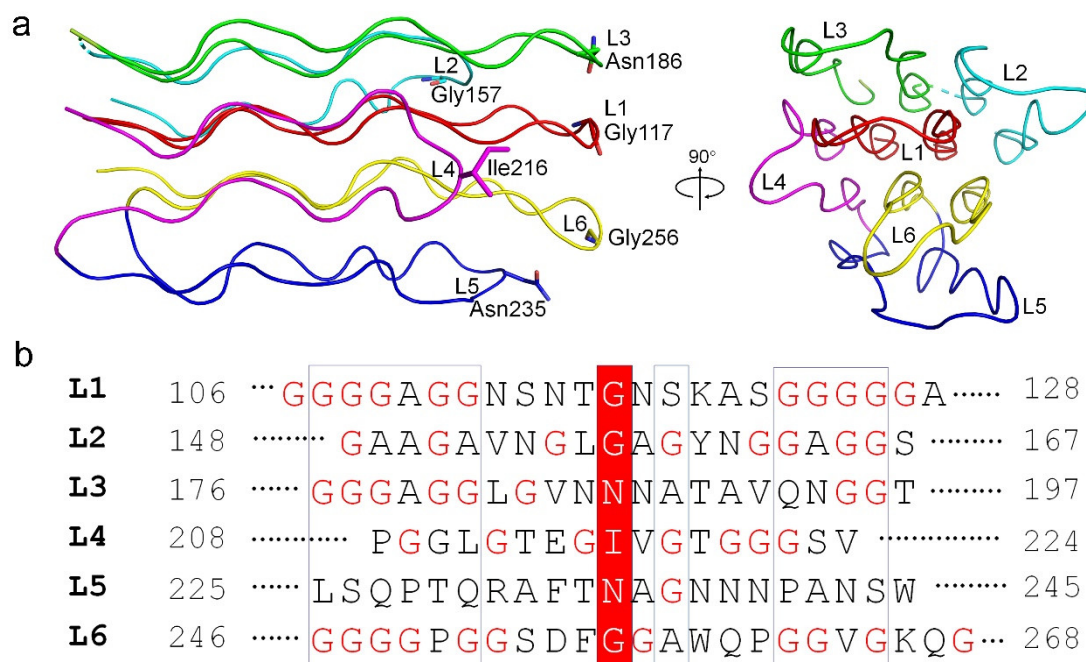 a
L3
Asn186
L2
Gly157
L1
Gly117
L4
Ile216
L6
Gly256
L5
Asn235
90°
L3
L2
L1
L4
L6
L5
b
L1 106 ··· GGGGAGGNSNTGNSKASGGGGGA ······ 128
L2 148 ········· GAAGAVNGLGAGYNGGAGGS ········ 167
L3 176 ······ GGGAGGLGVNNNATAVQNGGT ········ 197
L4 208 ··········· PGGLGTEGIVGTGGGSV ············ 224
L5 225 ······ LSQPTQRAFTNAGNNNPANSW ········ 245
L6 246 ······ GGGGPGGSDFGGAWQPGGVGKQG ··· 268